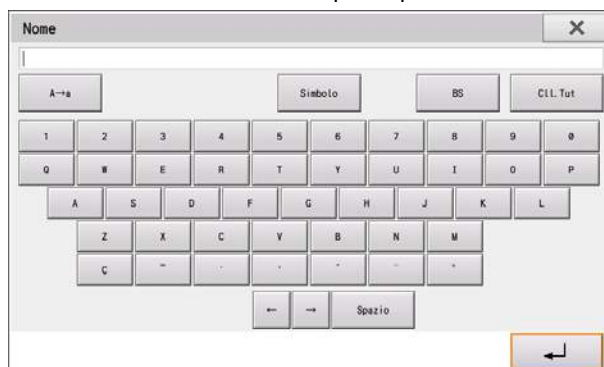 Nome
A→a Simbolo BS Cll.Tut
1 2 3 4 5 6 7 8 9 0
Q W E R T Y U I O P
A S D F G H J K L
Z X C V B N M
Ç
← → Spazio